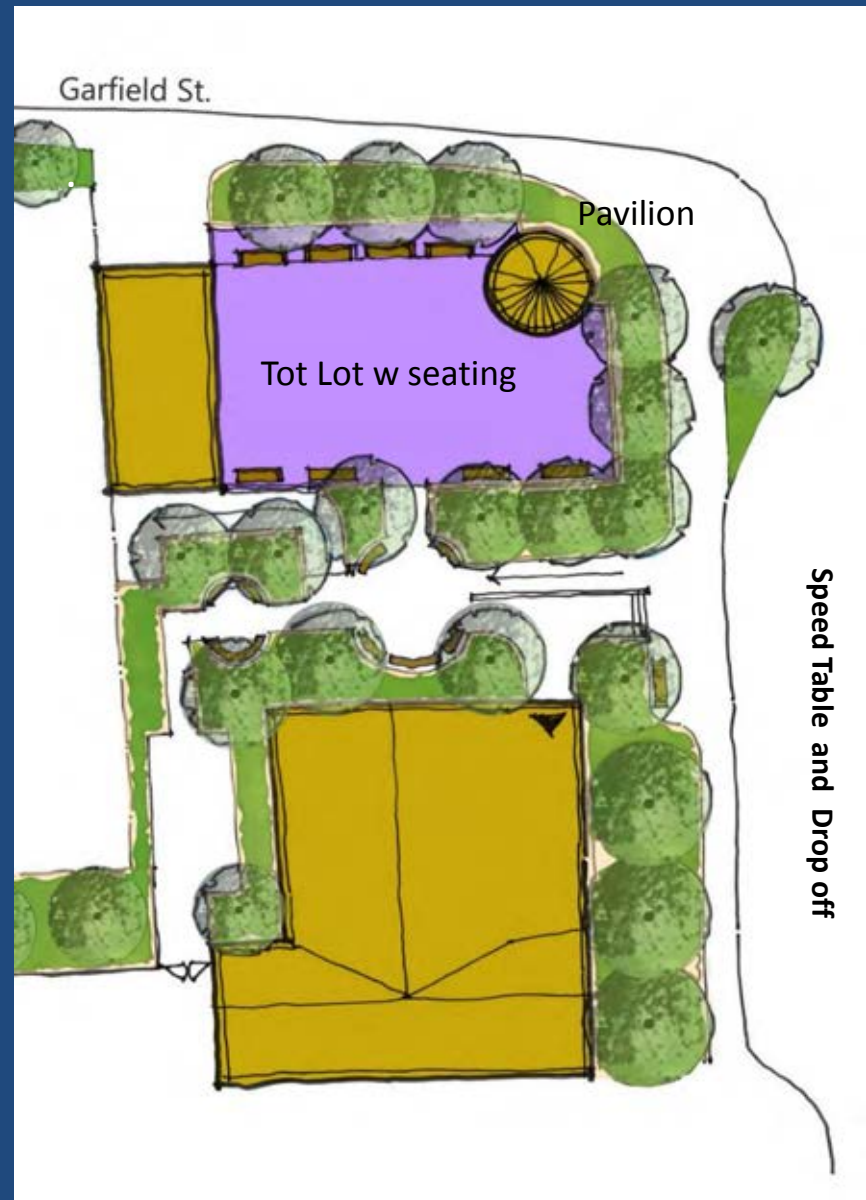 Garfield St.
Pavilion
Tot Lot w seating
Speed Table and Drop off